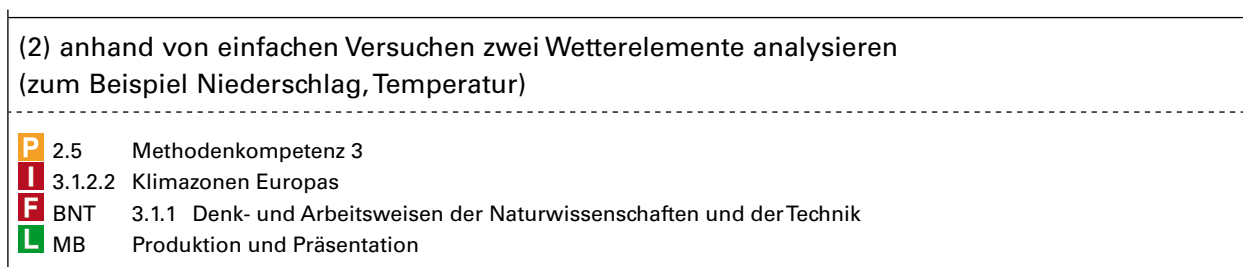 (2) anhand von einfachen Versuchen zwei Wetterelemente analysieren
(zum Beispiel Niederschlag, Temperatur)
P 2.5 Methodenkompetenz 3
I 3.1.2.2 Klimazonen Europas
F BNT 3.1.1 Denk- und Arbeitsweisen der Naturwissenschaften und der Technik
L MB Produktion und Präsentation